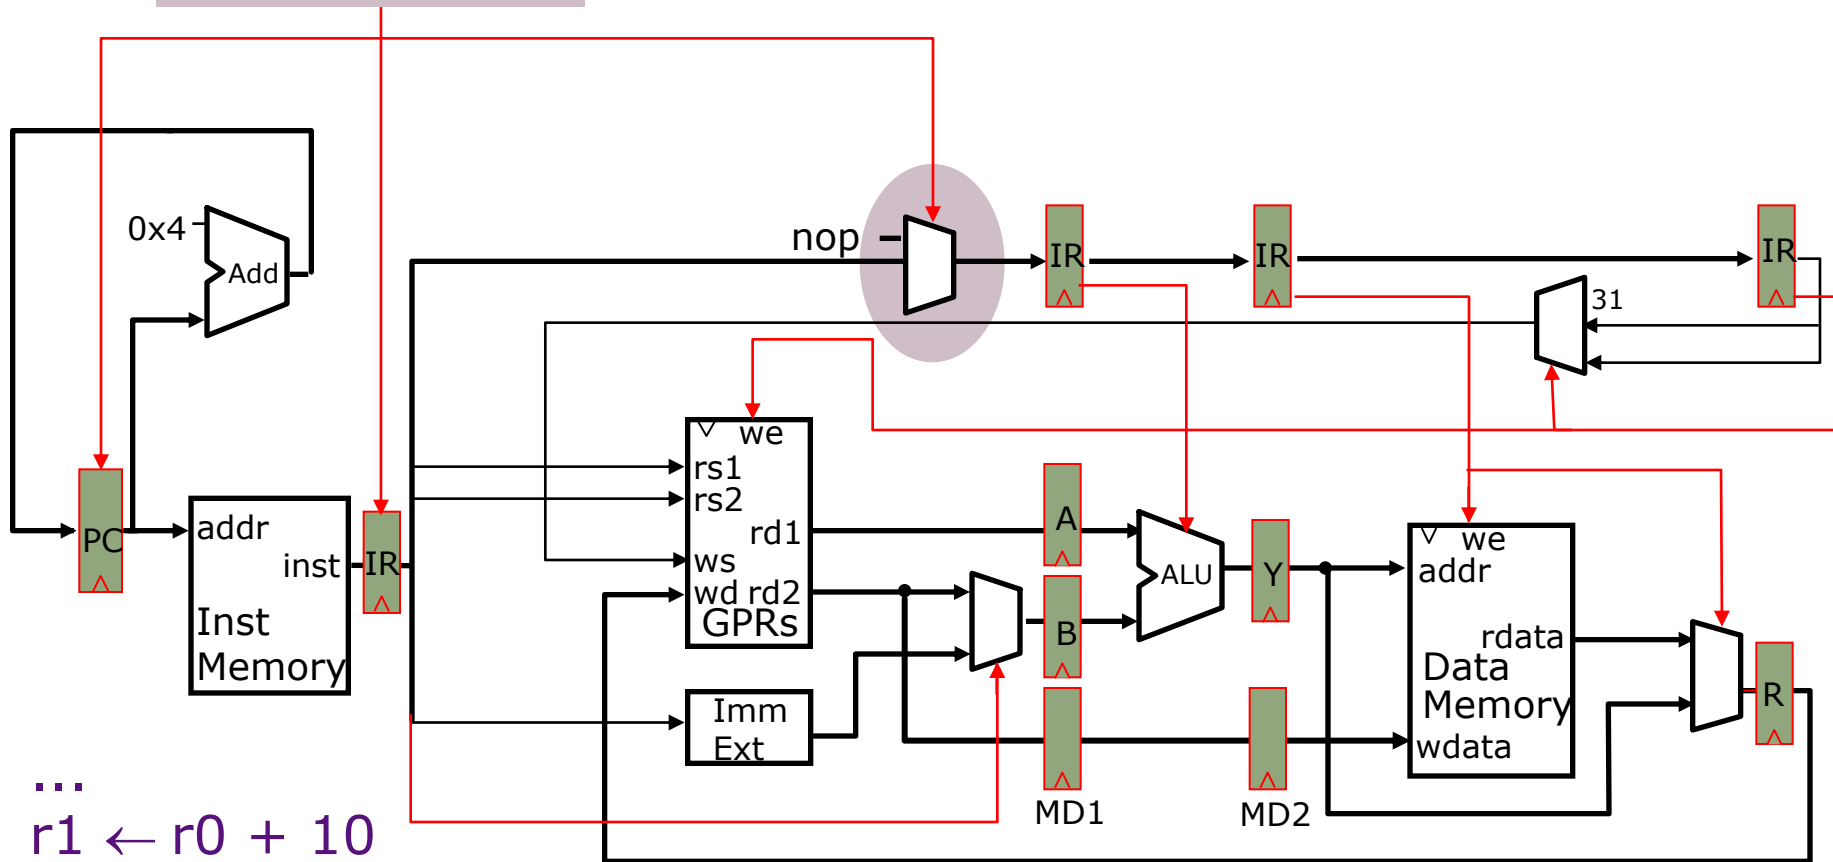 0x4
Add
nop
IR
IR
IR
31
we
rs1
rs2
rd1
ws
wd rd2
GPRs
A
B
ALU
Y
we
addr
rdata
Data
Memory
wdata
R
PC
addr
inst
Inst
Memory
IR
Imm
Ext
MD1
MD2
...
r1 ← r0 + 10